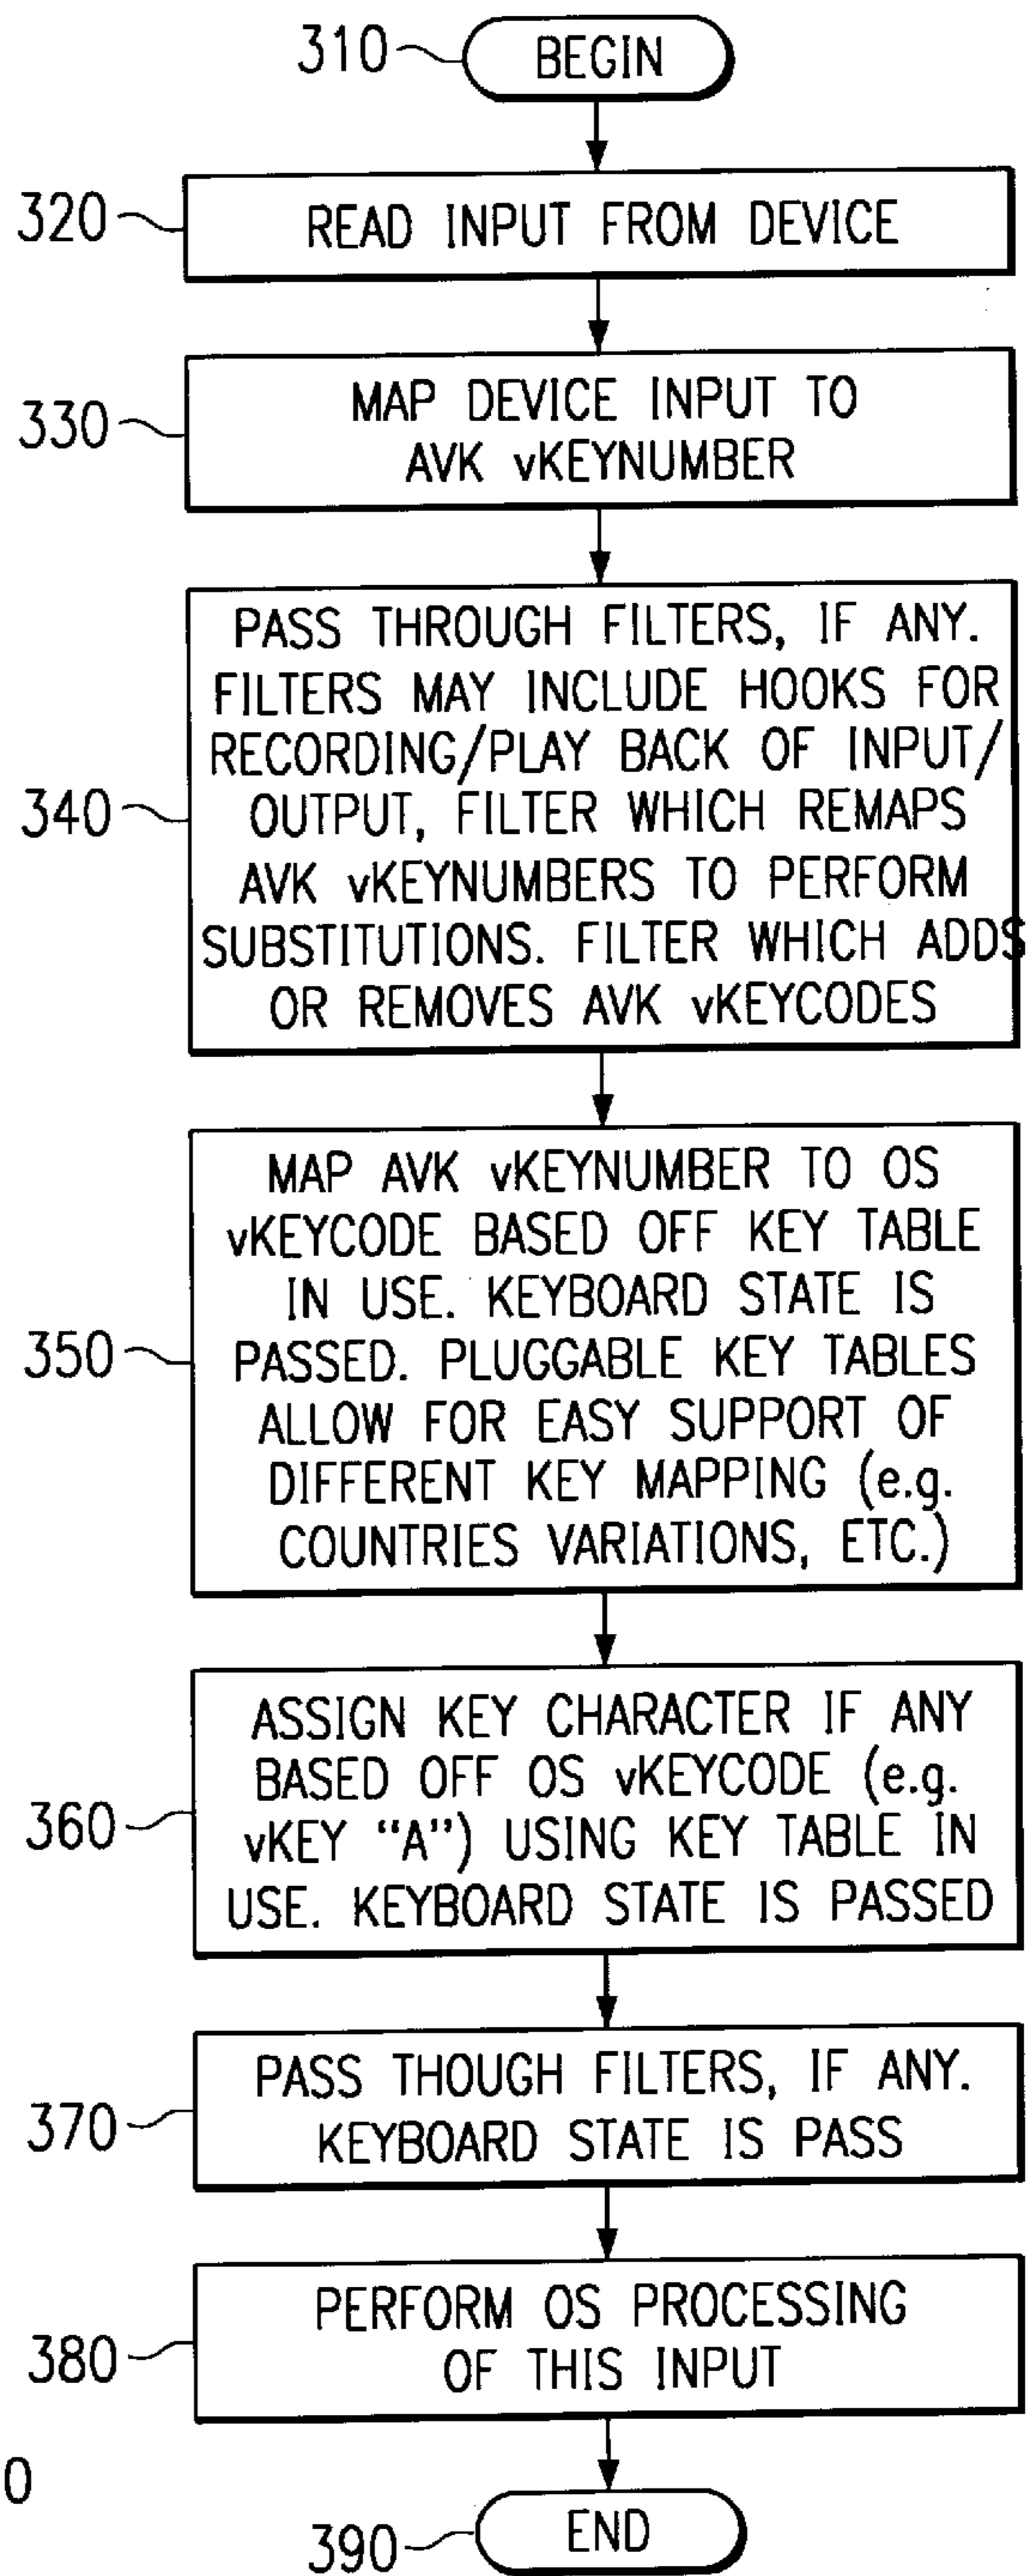 310
BEGIN
320
READ INPUT FROM DEVICE
330
MAP DEVICE INPUT TO
AVK vKEYNUMBER
340
PASS THROUGH FILTERS, IF ANY.
FILTERS MAY INCLUDE HOOKS FOR
RECORDING/PLAY BACK OF INPUT/
OUTPUT, FILTER WHICH REMAPS
AVK vKEYNUMBERS TO PERFORM
SUBSTITUTIONS. FILTER WHICH ADDS
OR REMOVES AVK vKEYCODES
350
MAP AVK vKEYNUMBER TO OS
vKEYCODE BASED OFF KEY TABLE
IN USE. KEYBOARD STATE IS
PASSED. PLUGGABLE KEY TABLES
ALLOW FOR EASY SUPPORT OF
DIFFERENT KEY MAPPING (e.g.
COUNTRIES VARIATIONS, ETC.)
360
ASSIGN KEY CHARACTER IF ANY
BASED OFF OS vKEYCODE (e.g.
vKEY “A”) USING KEY TABLE IN
USE. KEYBOARD STATE IS PASSED
370
PASS THOUGH FILTERS, IF ANY.
KEYBOARD STATE IS PASS
380
PERFORM OS PROCESSING
OF THIS INPUT
0
390
END